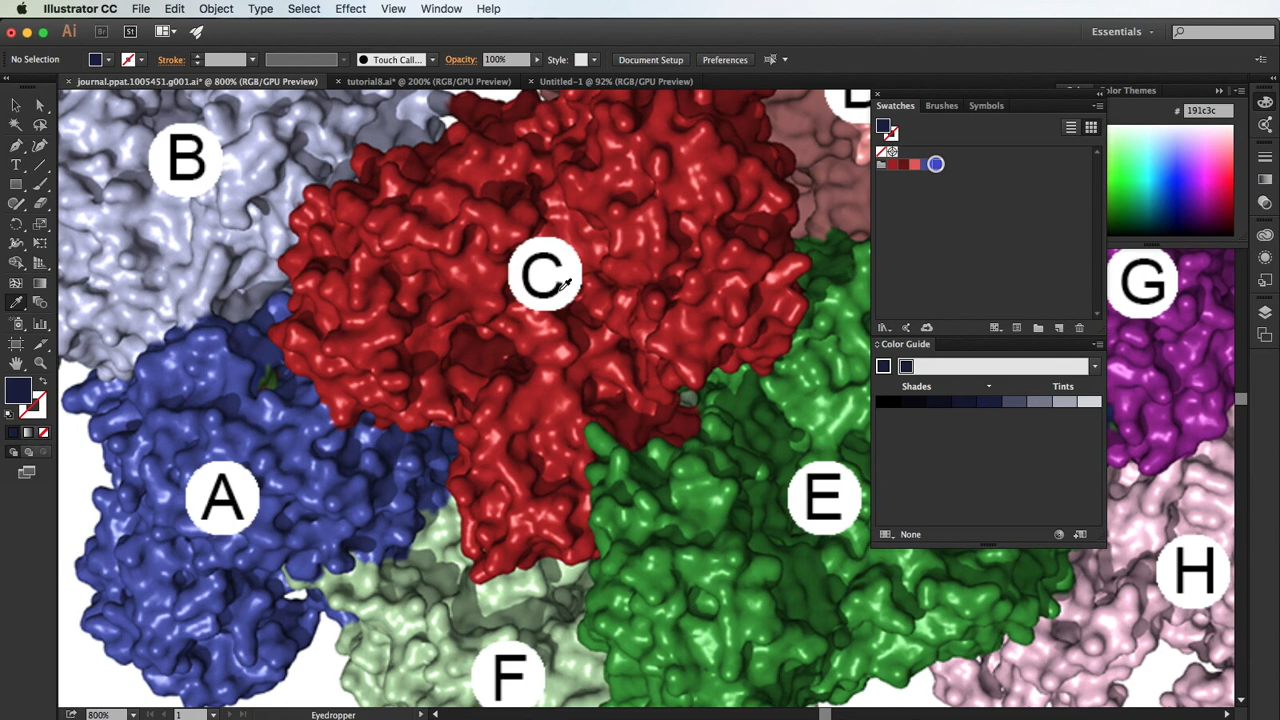 Illustrator CC File Edit Object Type Select Effect View Window Help
Ai Br St Essentials
No Selection Stroke: Touch Call... Opacity: 100% Style: Document Setup Preferences
× journal.ppat.1005451.g001.ai* @ 800% (RGB/GPU Preview) × tutorial8.ai* @ 200% (RGB/GPU Preview) × Untitled-1 @ 92% (RGB/GPU Preview)
Color Themes
Swatches Brushes Symbols
# 191c3c
B
C
G
Color Guide
Shades Tints
A
E
None
H
F
800% 1 Eyedropper